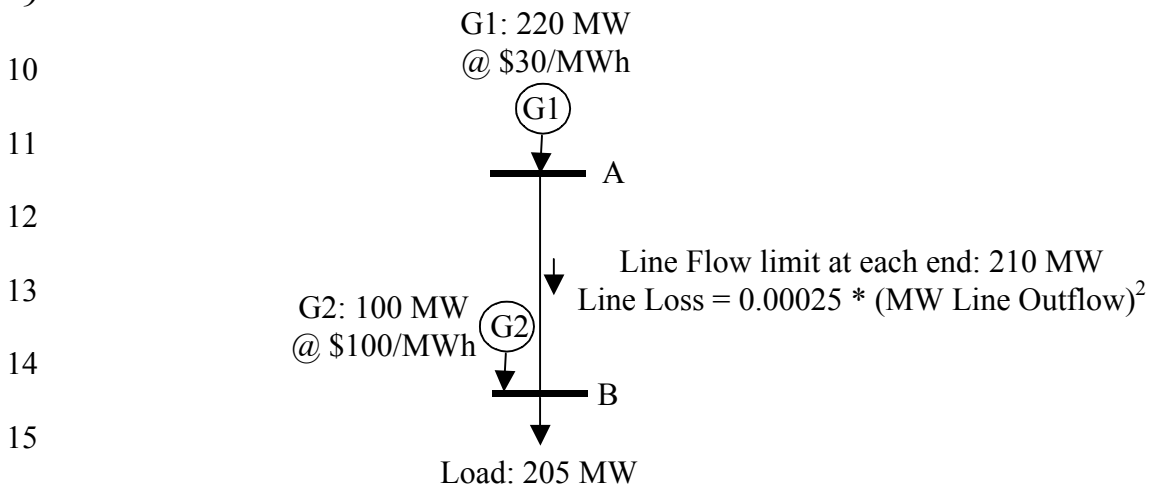 G1: 220 MW
10
@ $30/MWh
G1
11
A
12
Line Flow limit at each end: 210 MW
13
Line Loss = 0.00025 * (MW Line Outflow)2
G2: 100 MW
G2
@ $100/MWh
14
B
15
Load: 205 MW